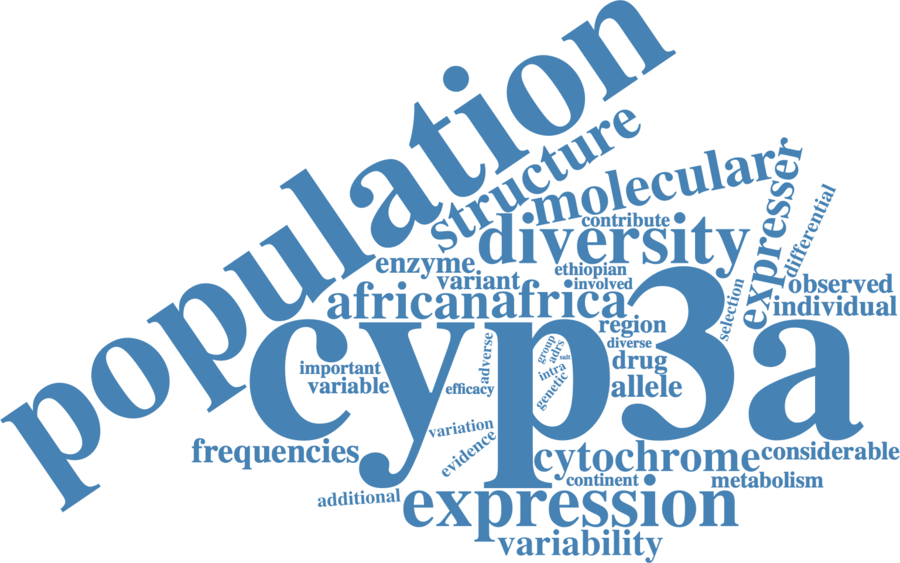 population
structure
molecular
expresser
differential
contribute
diversity
enzyme
ethiopian
variant
involved
observed
african
africa
selection
individual
cyp3a
region
diverse
group
adrs
adverse
important
drug
intra
variable
efficacy
genetic
allele
variation
evidence
frequencies
cytochrome
considerable
continent
metabolism
additional
expression
variability